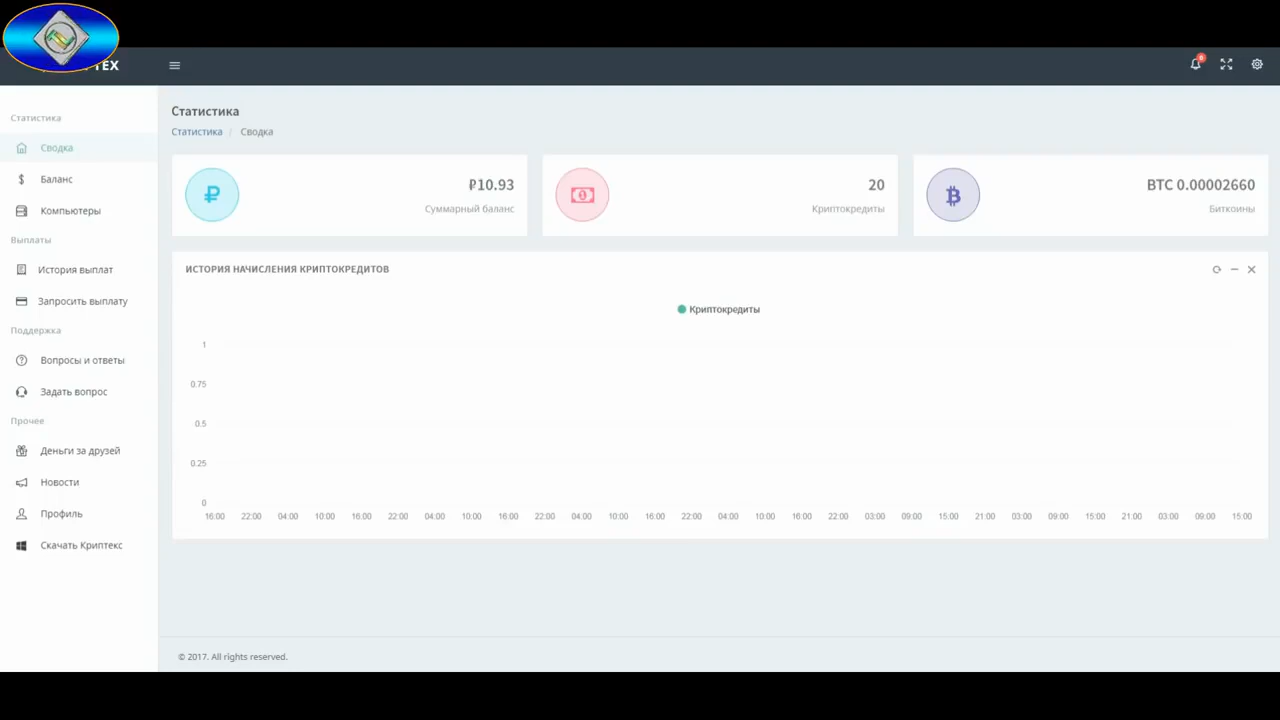 ТЕХ
8
Статистика
Статистика / Сводка
Статистика
Сводка
Баланс
Компьютеры
Выплаты
История выплат
Запросить выплату
Поддержка
Вопросы и ответы
Задать вопрос
Прочее
Деньги за друзей
Новости
Профиль
Скачать Криптекс
₽10.93
Суммарный баланс
20
Криптокредиты
BTC 0.00002660
Биткоины
ИСТОРИЯ НАЧИСЛЕНИЯ КРИПТОКРЕДИТОВ
Криптокредиты
1
0.75
0.5
0.25
0
16:00 22:00 04:00 10:00 16:00 22:00 04:00 10:00 16:00 22:00 04:00 10:00 16:00 22:00 04:00 10:00 16:00 22:00 03:00 09:00 15:00 21:00 03:00 09:00 15:00 21:00 03:00 09:00 15:00
© 2017. All rights reserved.